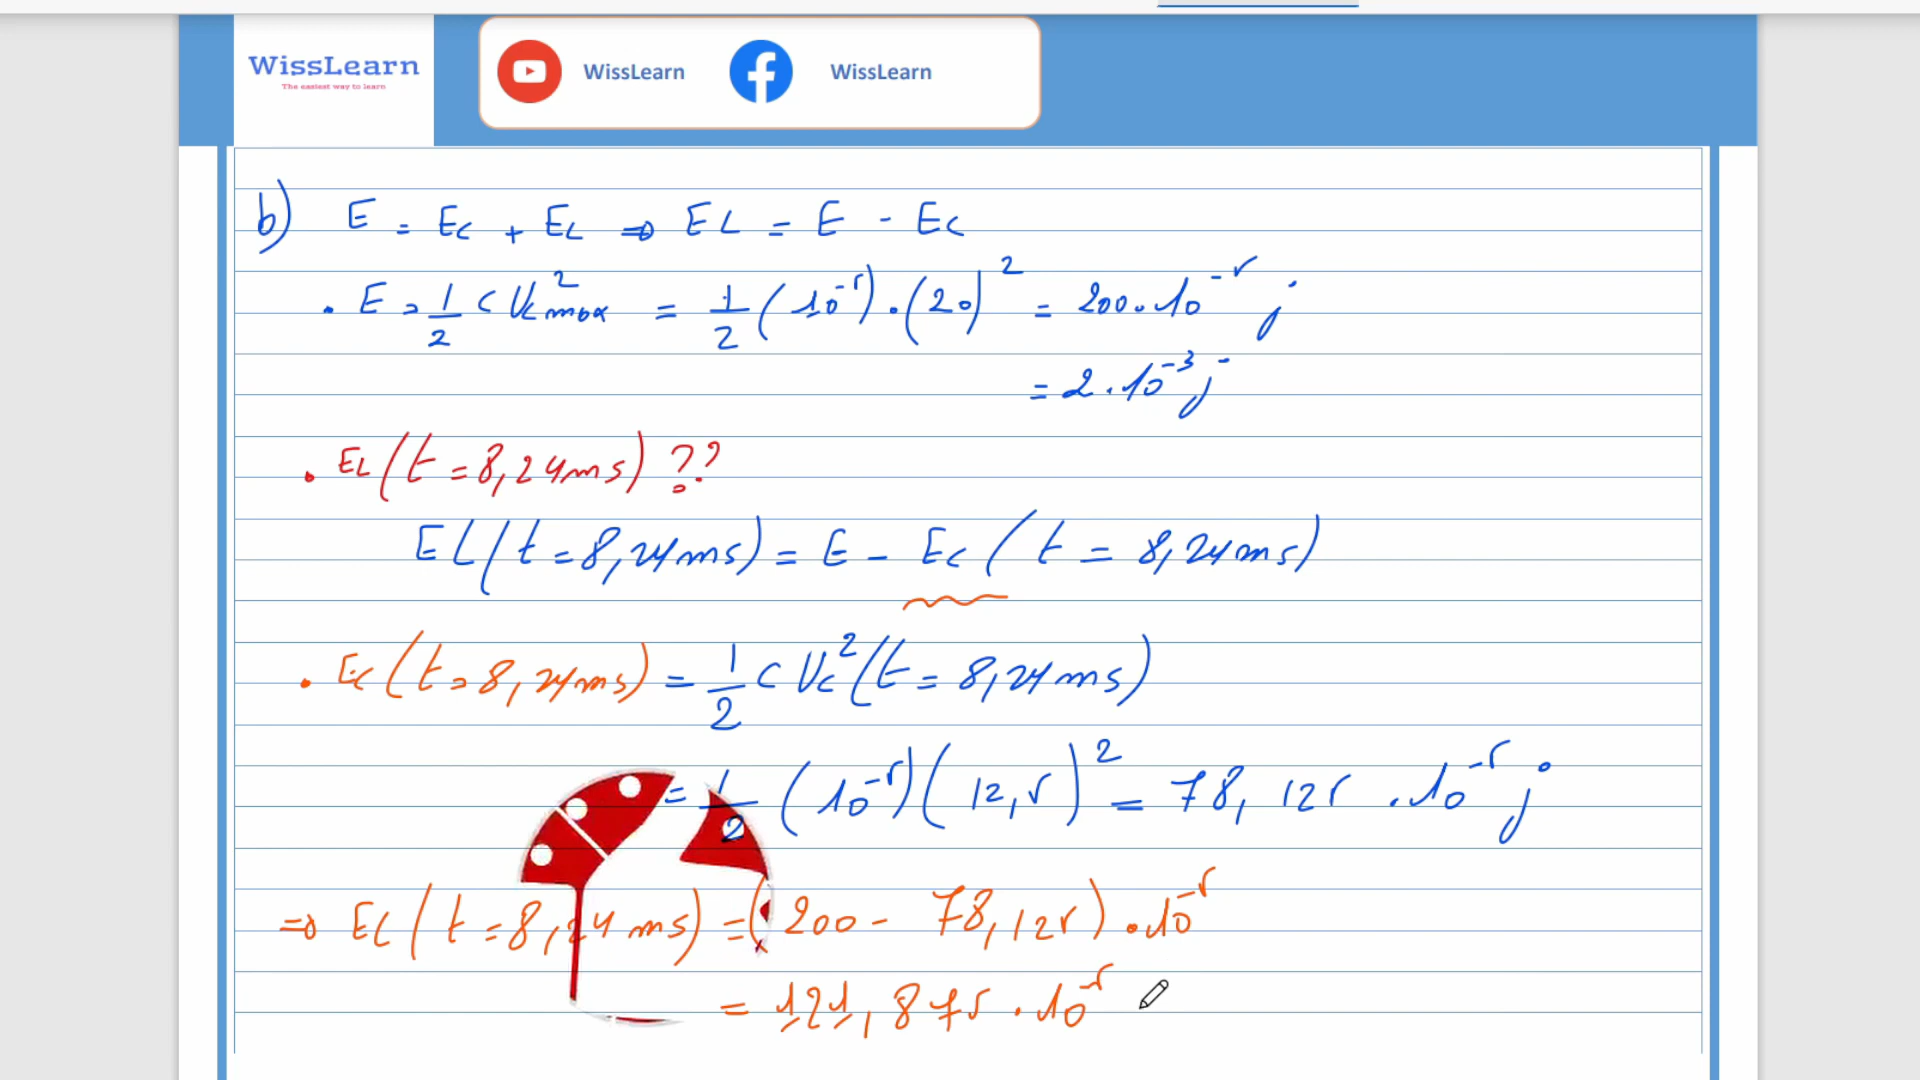 WissLearn
The easiest way to learn
WissLearn WissLearn
b) E = Ec + EL ⇒ EL = E - Ec
. E = 1/2 C Uc²max = 1/2 (10⁻⁵).(20)² = 200.10⁻⁵ j
= 2.10⁻³ j
. EL(t=8,24ms) ??
EL(t=8,24ms) = E - Ec (t = 8,24ms)
. Ec(t=8,24ms) = 1/2 C Uc²(t = 8,24ms)
= 1/2 (10⁻⁵)(12,5)² = 78,125 .10⁻⁵ j
⇒ EL(t=8,24ms) = (200 - 78,125).10⁻⁵
= 121,875.10⁻⁵